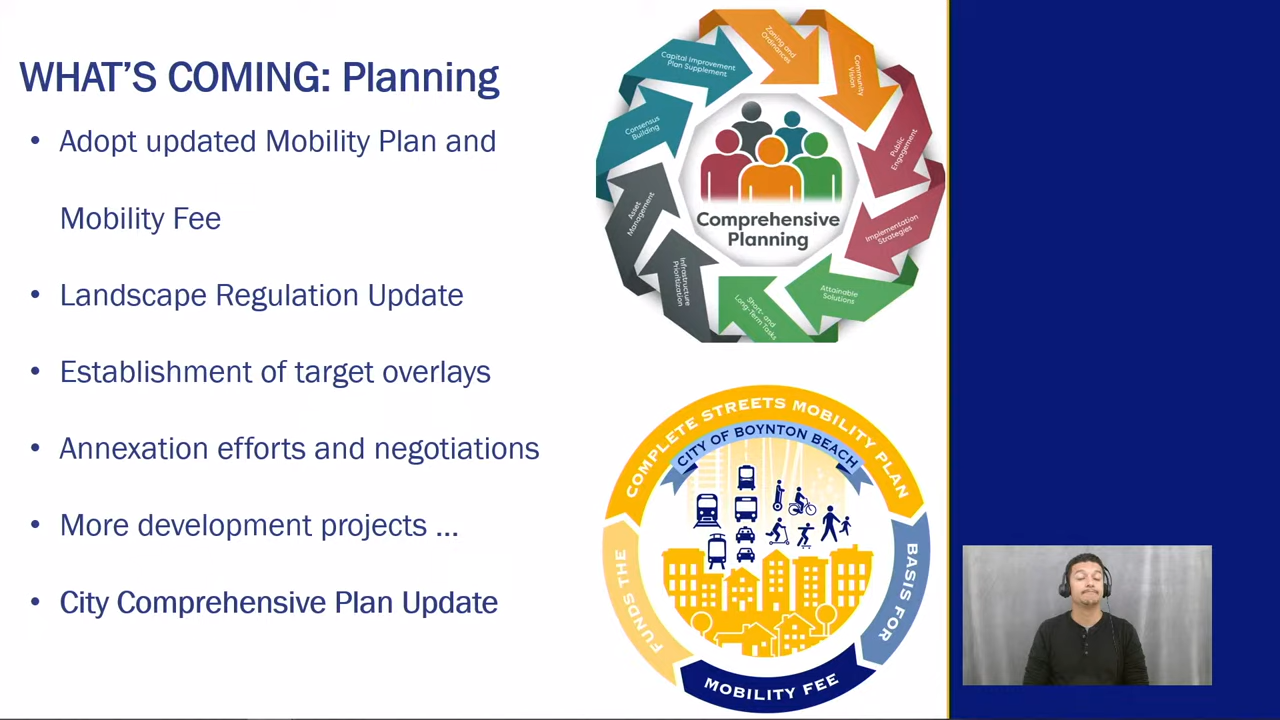 WHAT'S COMING: Planning
• Adopt updated Mobility Plan and
Mobility Fee
• Landscape Regulation Update
• Establishment of target overlays
• Annexation efforts and negotiations
• More development projects ...
• City Comprehensive Plan Update
Zoning and
Ordinances
Community
Vision
Public
Engagement
Implementation
Strategies
Attainable
Solutions
Short- and
Long-Term Tasks
Infrastructure
Prioritization
Asset
Management
Consensus
Building
Capital Improvement
Plan Supplement
Comprehensive
Planning
COMPLETE STREETS MOBILITY PLAN
CITY OF BOYNTON BEACH
BASIS FOR
MOBILITY FEE
FUNDS THE